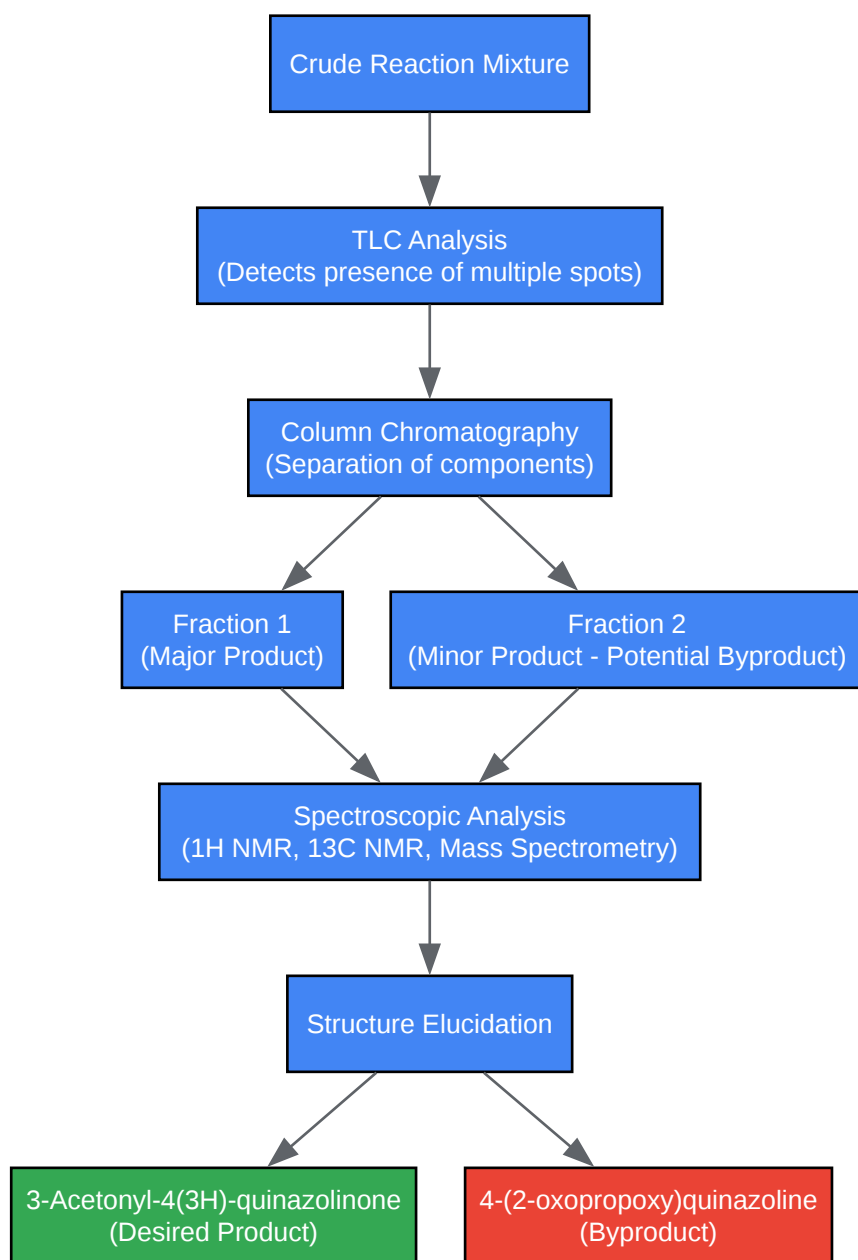 Crude Reaction Mixture
TLC Analysis
(Detects presence of multiple spots)
Column Chromatography
(Separation of components)
Fraction 1
(Major Product)
Fraction 2
(Minor Product - Potential Byproduct)
Spectroscopic Analysis
(1H NMR, 13C NMR, Mass Spectrometry)
Structure Elucidation
3-Acetonyl-4(3H)-quinazolinone
(Desired Product)
4-(2-oxopropoxy)quinazoline
(Byproduct)